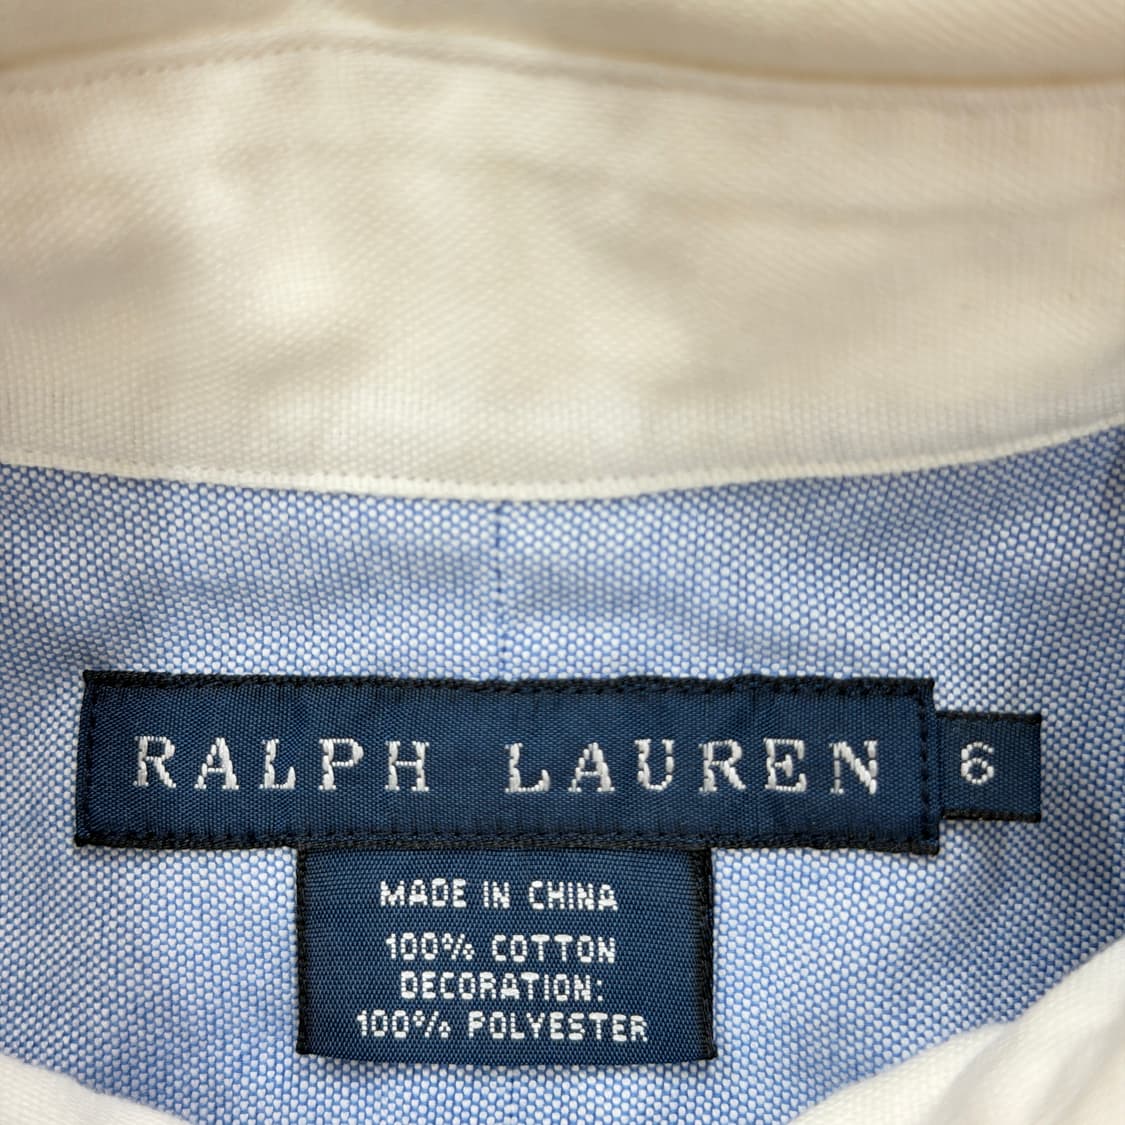 RALPH LAUREN 6
MADE IN CHINA
100% COTTON
DECORATION:
100% POLYESTER